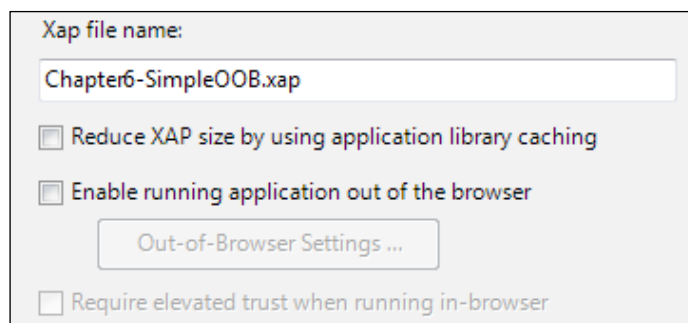 Xap file name:
Chapter6-SimpleOOB.xap
Reduce XAP size by using application library caching
Enable running application out of the browser
Out-of-Browser Settings ...
Require elevated trust when running in-browser